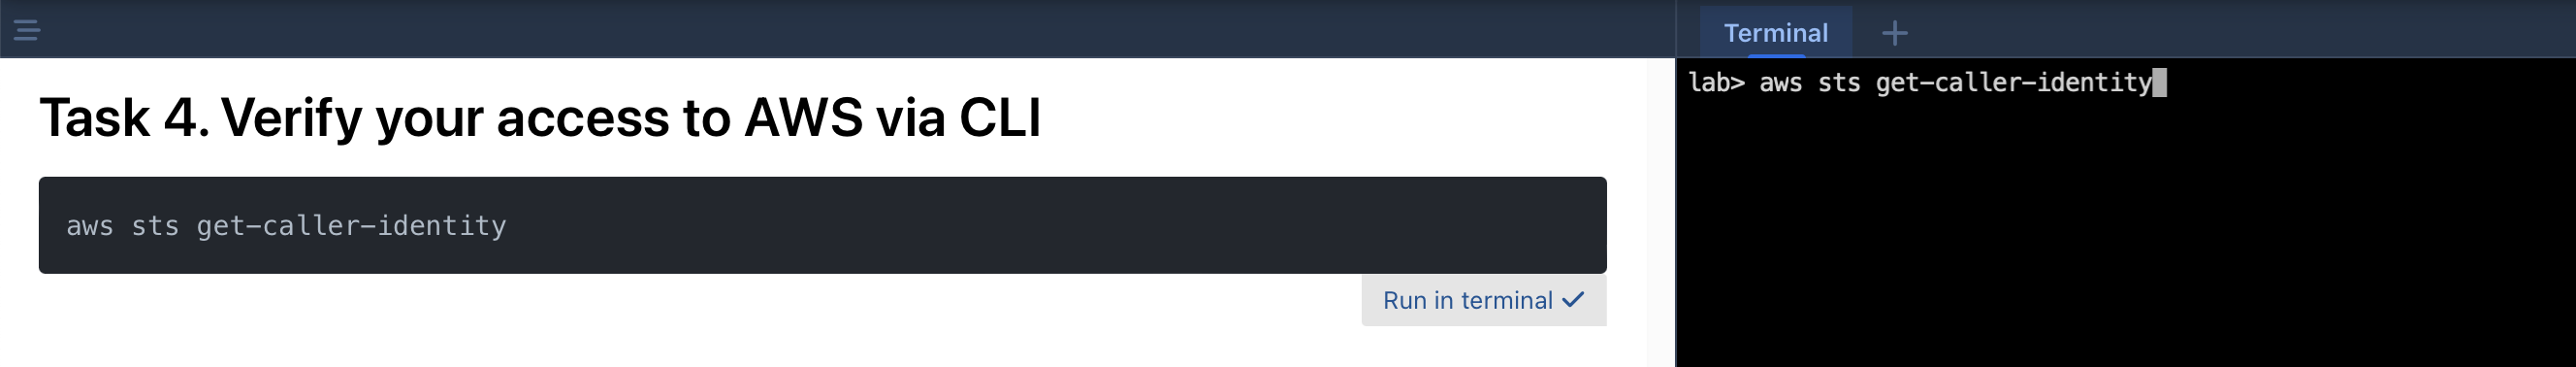 Task 4. Verify your access to AWS via CLI
aws sts get-caller-identity
Run in terminal
Terminal
lab> aws sts get-caller-identity